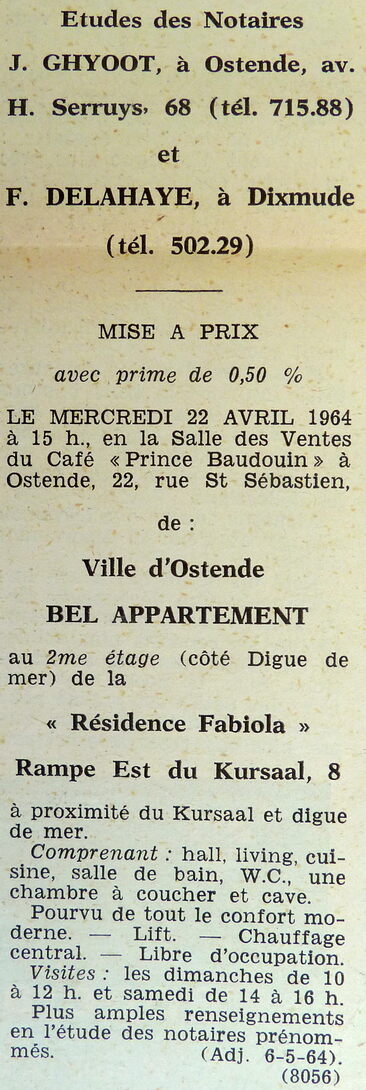 Etudes des Notaires
J. GHYOOT, à Ostende, av.
H. Serruys, 68 (tél. 715.88)
et
F. DELAHAYE, à Dixmude
(tél. 502.29)
MISE A PRIX
avec prime de 0,50 %
LE MERCREDI 22 AVRIL 1964
à 15 h., en la Salle des Ventes
du Café « Prince Baudouin » à
Ostende, 22, rue St Sébastien,
de :
Ville d'Ostende
BEL APPARTEMENT
au 2me étage (côté Digue de
mer) de la
« Résidence Fabiola »
Rampe Est du Kursaal, 8
à proximité du Kursaal et digue
de mer.
Comprenant : hall, living, cui-
sine, salle de bain, W.C., une
chambre à coucher et cave.
Pourvu de tout le confort mo-
derne. — Lift. — Chauffage
central. — Libre d'occupation.
Visites : les dimanches de 10
à 12 h. et samedi de 14 à 16 h.
Plus amples renseignements
en l'étude des notaires prénom-
més. (Adj. 6-5-64).
(8056)